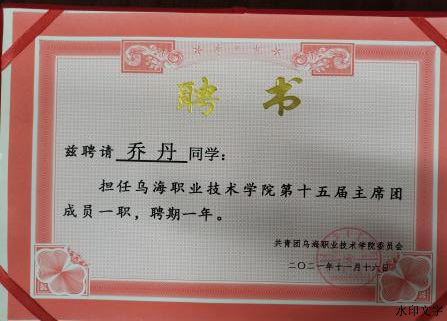 聘书
兹聘请 乔丹 同学：
担任乌海职业技术学院第十五届主席团
成员一职，聘期一年。
共青团乌海职业技术学院委员会
二〇二一年十一月十六日
水印文字